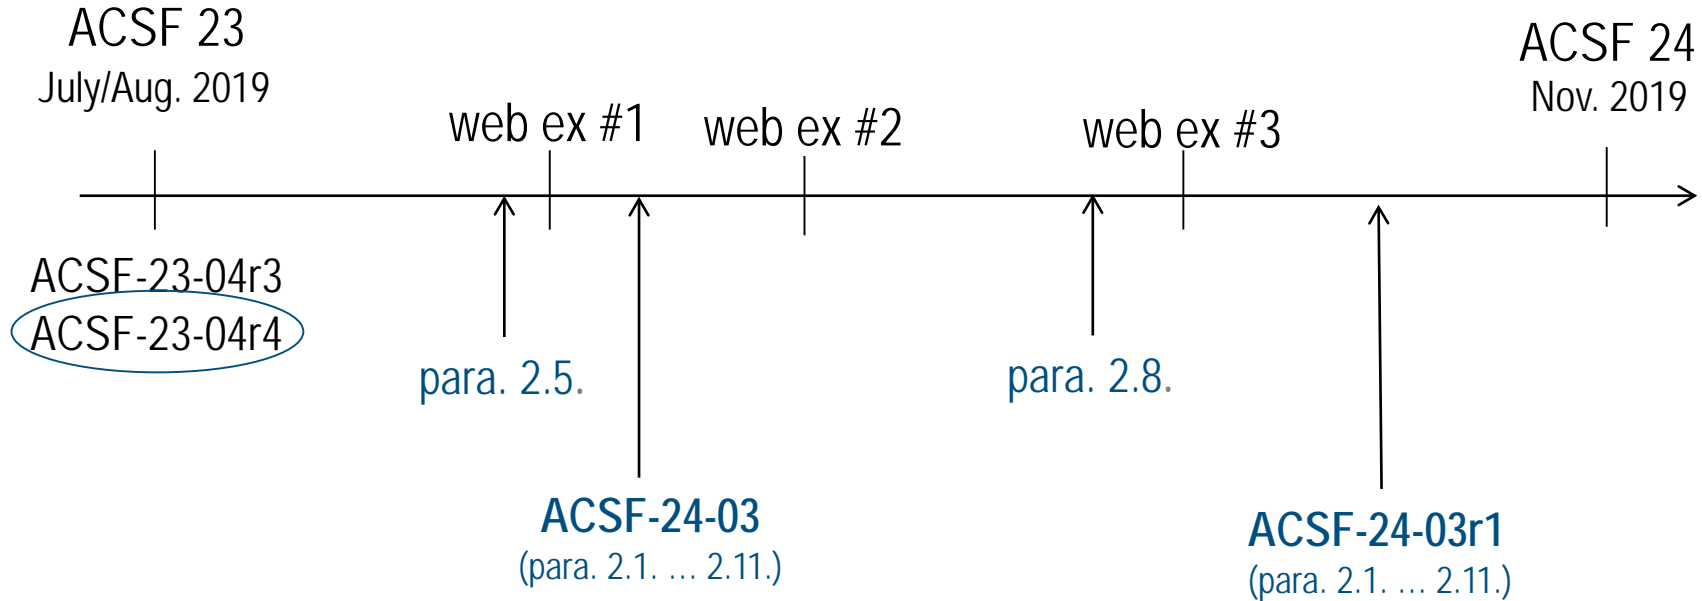 ACSF 23
July/Aug. 2019
ACSF 24
Nov. 2019
web ex #1
web ex #2
web ex #3
ACSF-23-04r3
ACSF-23-04r4
para. 2.5.
para. 2.8.
ACSF-24-03
(para. 2.1. … 2.11.)
ACSF-24-03r1
(para. 2.1. … 2.11.)